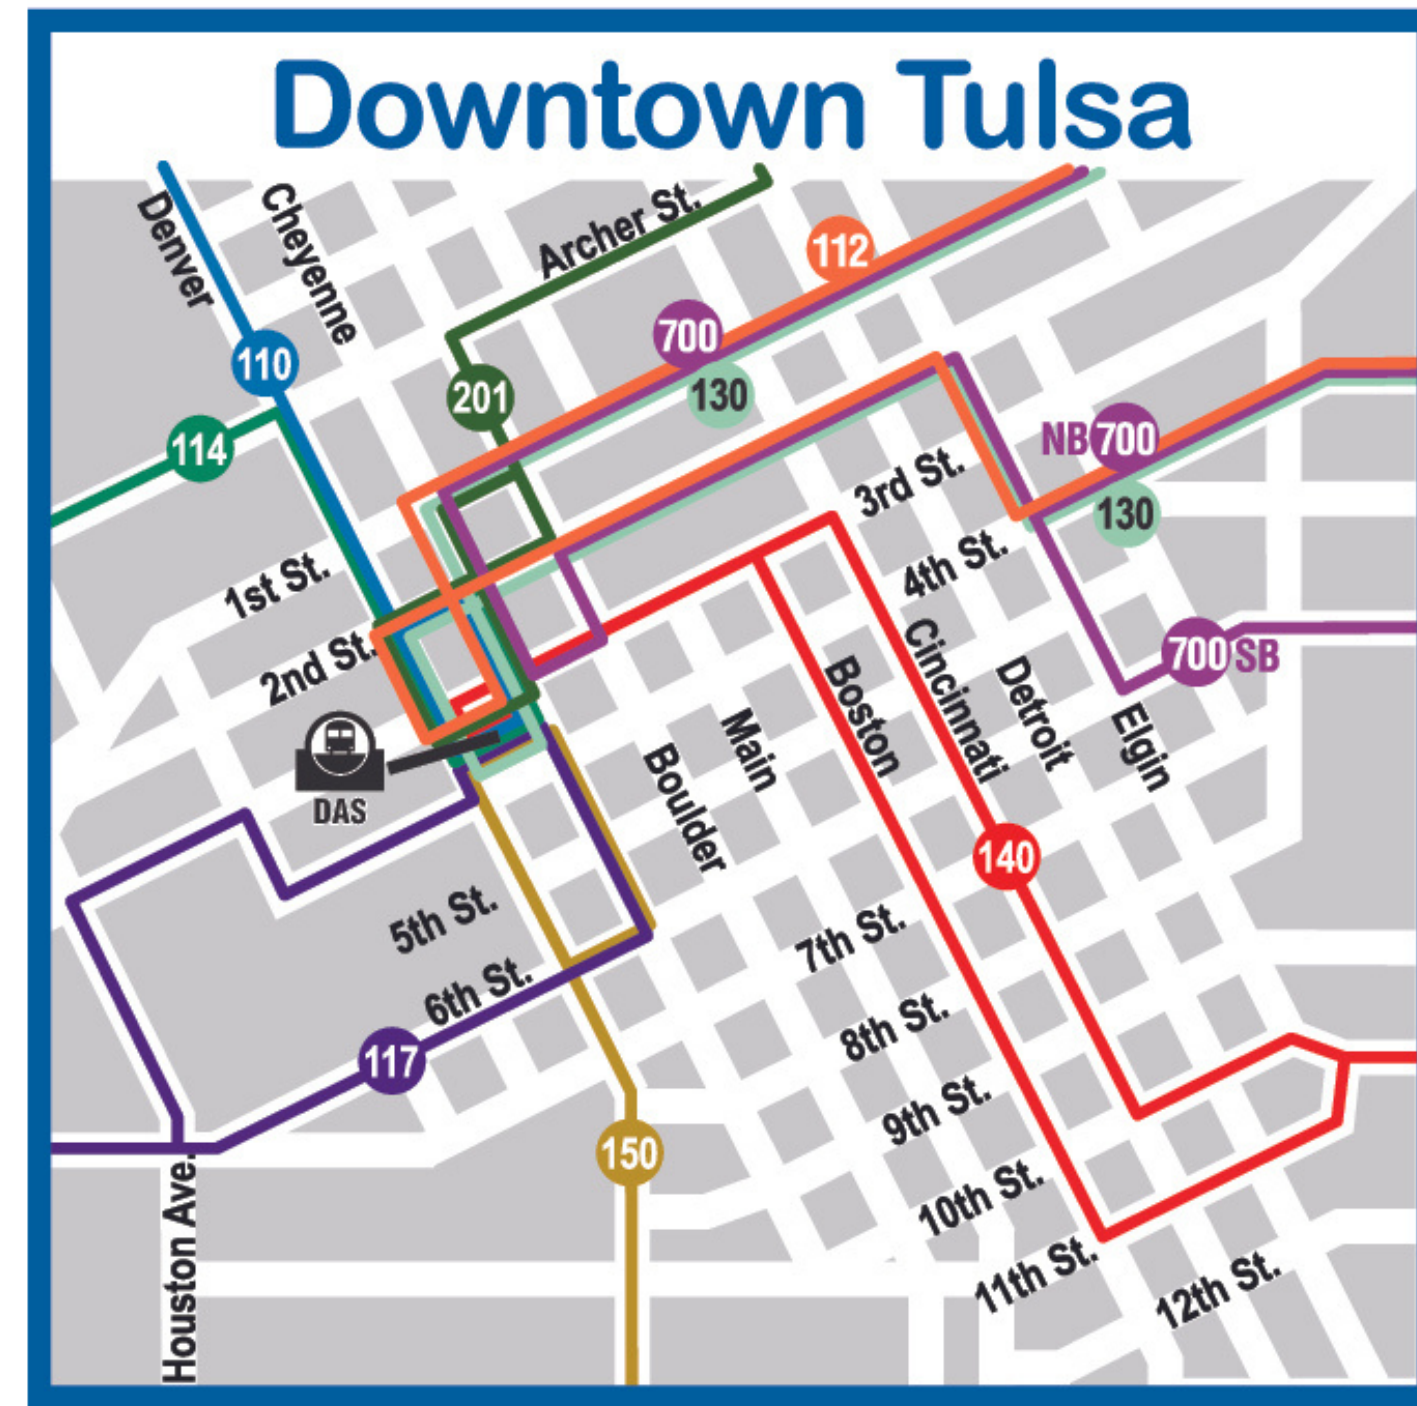 Downtown Tulsa
Denver
Cheyenne
Archer St.
112
700
110
130
201
114
NB 700
3rd St.
130
4th St.
1st St.
2nd St.
Cincinnati
700 SB
Boston
Detroit
Elgin
Main
Boulder
DAS
140
5th St.
7th St.
6th St.
8th St.
117
9th St.
150
10th St.
Houston Ave.
11th St.
12th St.